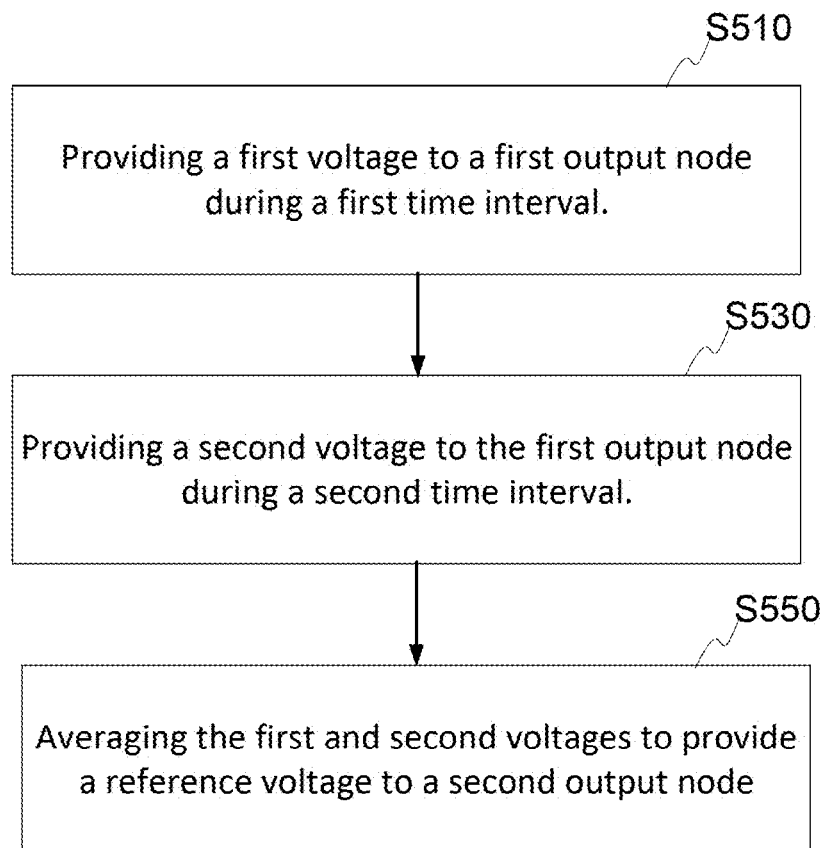 S510
Providing a first voltage to a first output node
during a first time interval.
S530
Providing a second voltage to the first output node
during a second time interval.
S550
Averaging the first and second voltages to provide
a reference voltage to a second output node